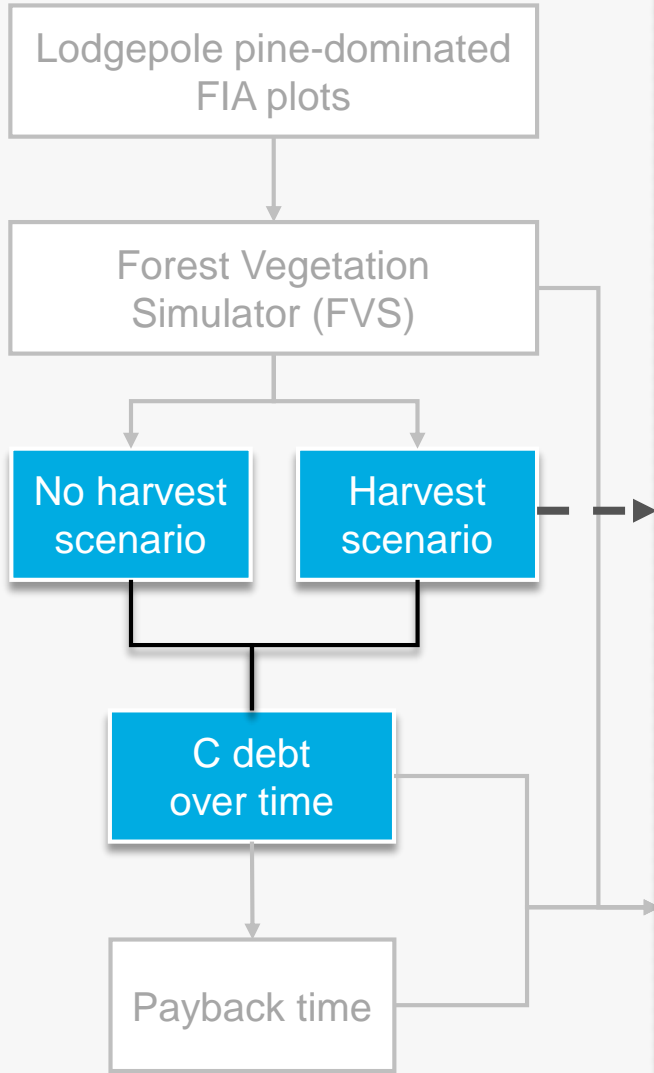 Lodgepole pine-dominated
FIA plots
Forest Vegetation
Simulator (FVS)
No harvest
scenario
Harvest
scenario
C debt
over time
Payback time